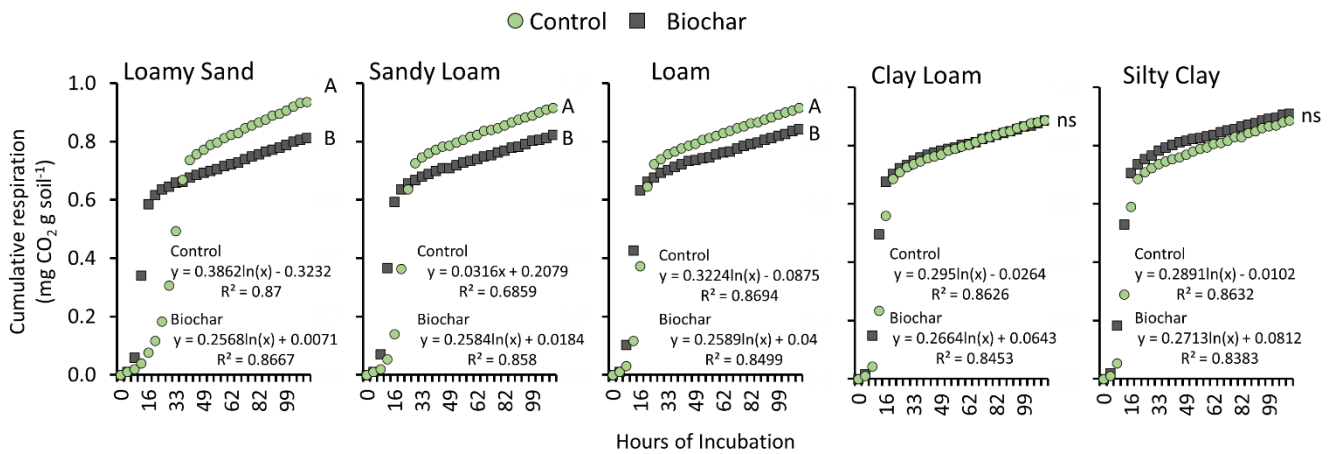 Control Biochar
Loamy Sand
Sandy Loam
Loam
Clay Loam
Silty Clay
Cumulative respiration
(mg CO₂ g soil⁻¹)
1.0
0.8
0.6
0.4
0.2
0.0
A
B
Control
y = 0.3862ln(x) - 0.3232
R² = 0.87
Biochar
y = 0.2568ln(x) + 0.0071
R² = 0.8667
0 16 33 49 62 72 82 99
A
B
Control
y = 0.0316x + 0.2079
R² = 0.6859
Biochar
y = 0.2584ln(x) + 0.0184
R² = 0.858
0 16 33 49 62 72 82 99
A
B
Control
y = 0.3224ln(x) - 0.0875
R² = 0.8694
Biochar
y = 0.2589ln(x) + 0.04
R² = 0.8499
0 16 33 49 62 72 82 99
ns
Control
y = 0.295ln(x) - 0.0264
R² = 0.8626
Biochar
y = 0.2664ln(x) + 0.0643
R² = 0.8453
0 16 33 49 62 72 82 99
ns
Control
y = 0.2891ln(x) - 0.0102
R² = 0.8632
Biochar
y = 0.2713ln(x) + 0.0812
R² = 0.8383
0 16 33 49 62 72 82 99
Hours of Incubation